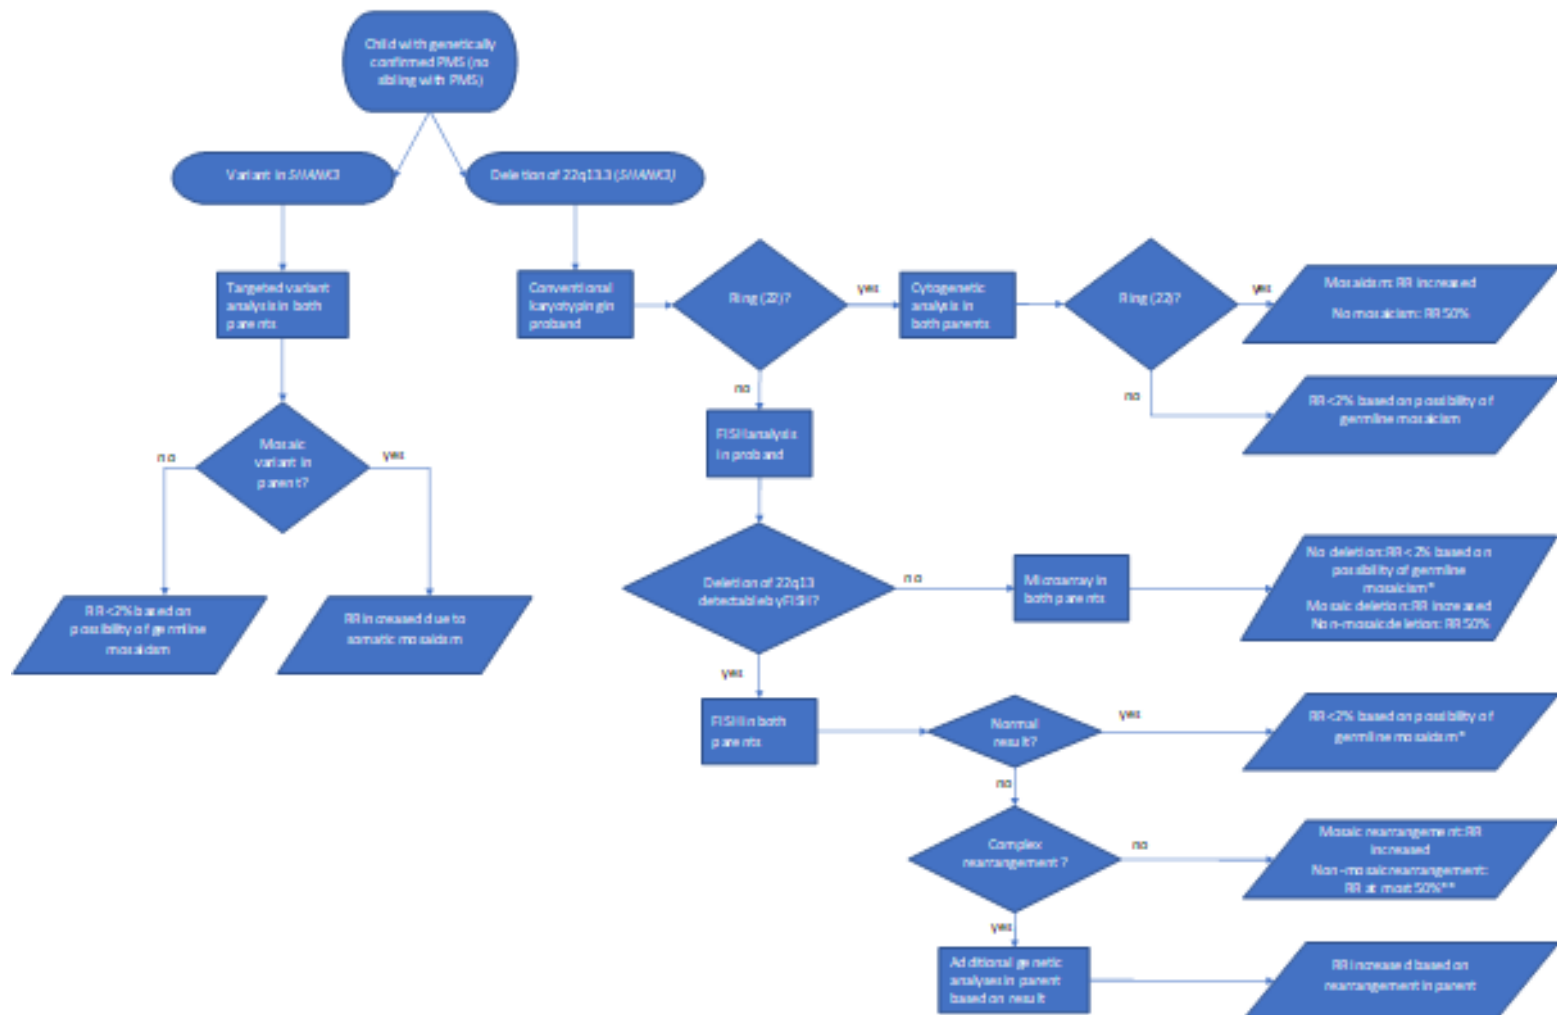 Child with genetically
confirmed PMS (no
sibling with PMS)
Variant in SHANK3
Deletion of 22q13.3 (SHANK3)
Targeted variant
analysis in both
parents
Conventional
karyotyping in
proband
Ring (22)?
yes
Cytogenetic
analysis in
both parents
Ring (22)?
yes
Mosaicism: RR increased
No mosaicism: RR 50%
no
RR <2% based on possibility of
germline mosaicism
no
FISH analysis
in proband
Mosaic
variant in
parent?
no
yes
RR <2% based on
possibility of germline
mosaicism
RR increased due to
somatic mosaicism
Deletion of 22q13
detectable by FISH?
no
Microarray in
both parents
No deletion: RR < 2% based on
possibility of germline
mosaicism*
Mosaic deletion: RR increased
Non-mosaic deletion: RR 50%
yes
FISH in both
parents
Normal
result?
yes
RR <2% based on possibility of
germline mosaicism*
no
Complex
rearrangement ?
no
Mosaic rearrangement: RR
increased
Non-mosaic rearrangement:
RR at most 50%**
yes
Additional genetic
analyses in parent
based on result
RR increased based on
rearrangement in parent